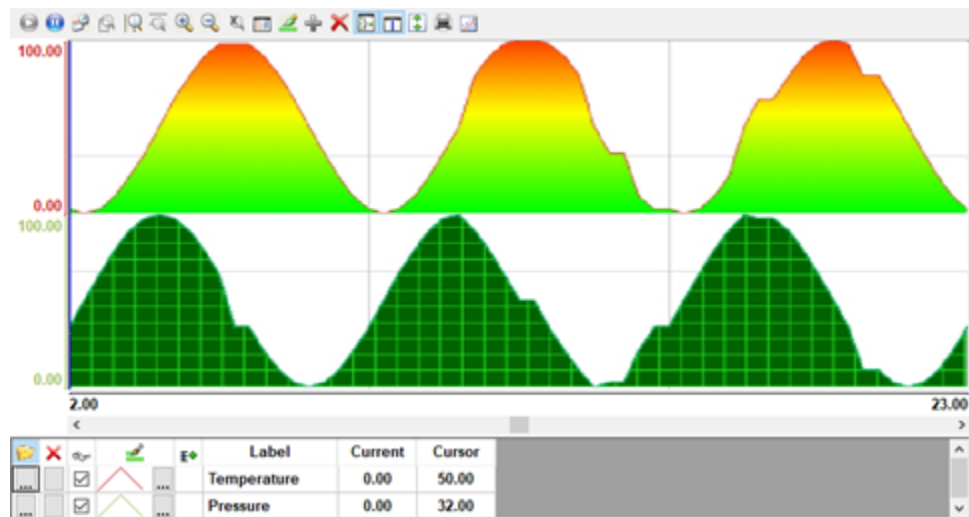 100.00
0.00
100.00
0.00
2.00 23.00
E Label Current Cursor
... ... Temperature 0.00 50.00
... ... Pressure 0.00 32.00